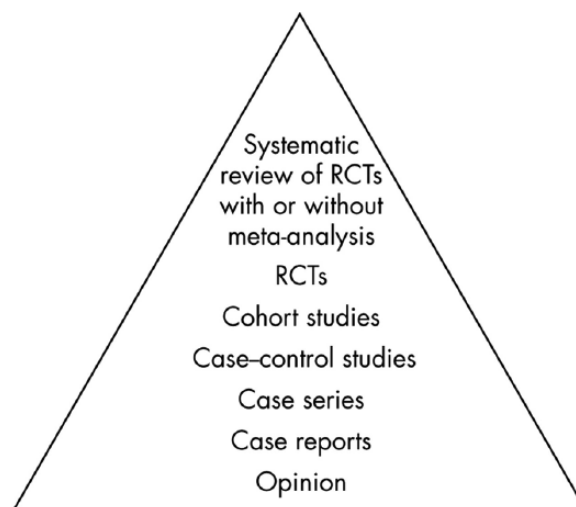 Systematic
review of RCTs
with or without
meta-analysis
RCTs
Cohort studies
Case–control studies
Case series
Case reports
Opinion